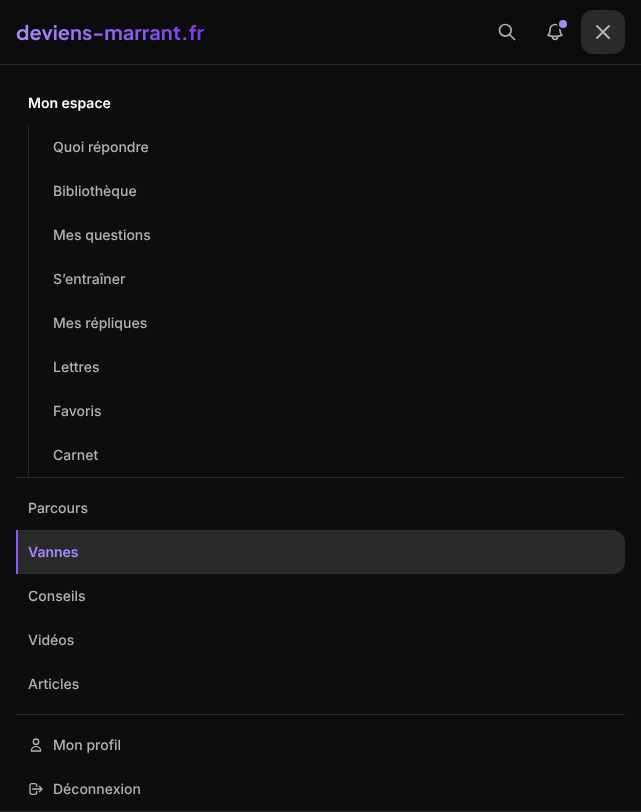 deviens-marrant.fr
Mon espace
Quoi répondre
Bibliothèque
Mes questions
S’entraîner
Mes répliques
Lettres
Favoris
Carnet
Parcours
Vannes
Conseils
Vidéos
Articles
Mon profil
Déconnexion